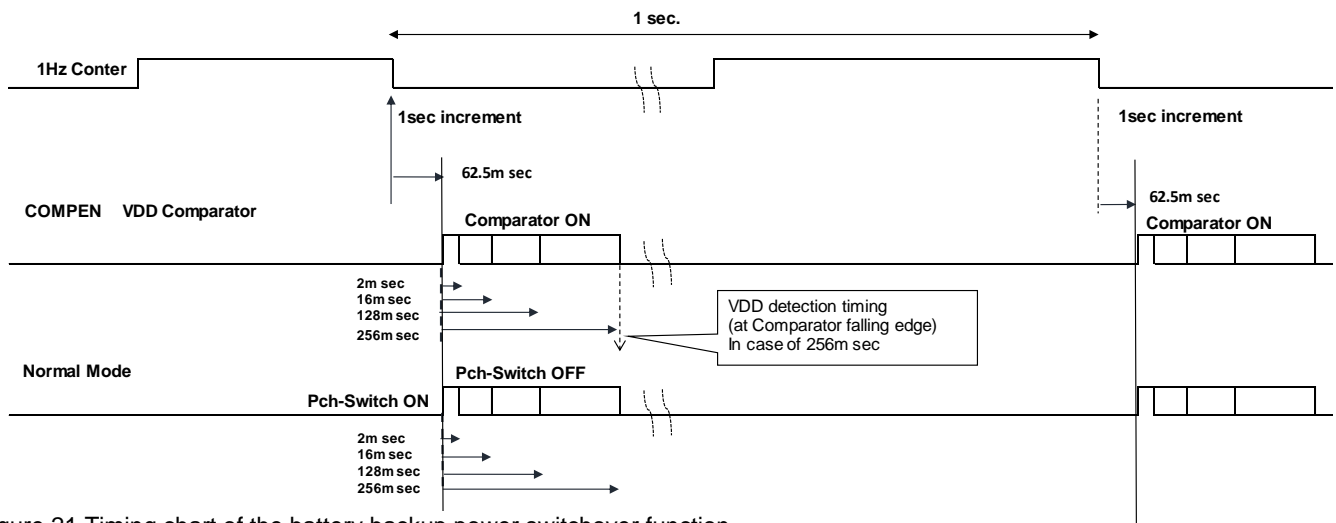 1 sec.
1Hz Conter
1sec increment
1sec increment
62.5m sec
62.5m sec
COMPEN VDD Comparator
Comparator ON
Comparator ON
2m sec
16m sec
128m sec
256m sec
VDD detection timing
(at Comparator falling edge)
In case of 256m sec
Normal Mode
Pch-Switch OFF
Pch-Switch ON
2m sec
16m sec
128m sec
256m sec
gure 21 Timing chart of the battery backup power switchover function